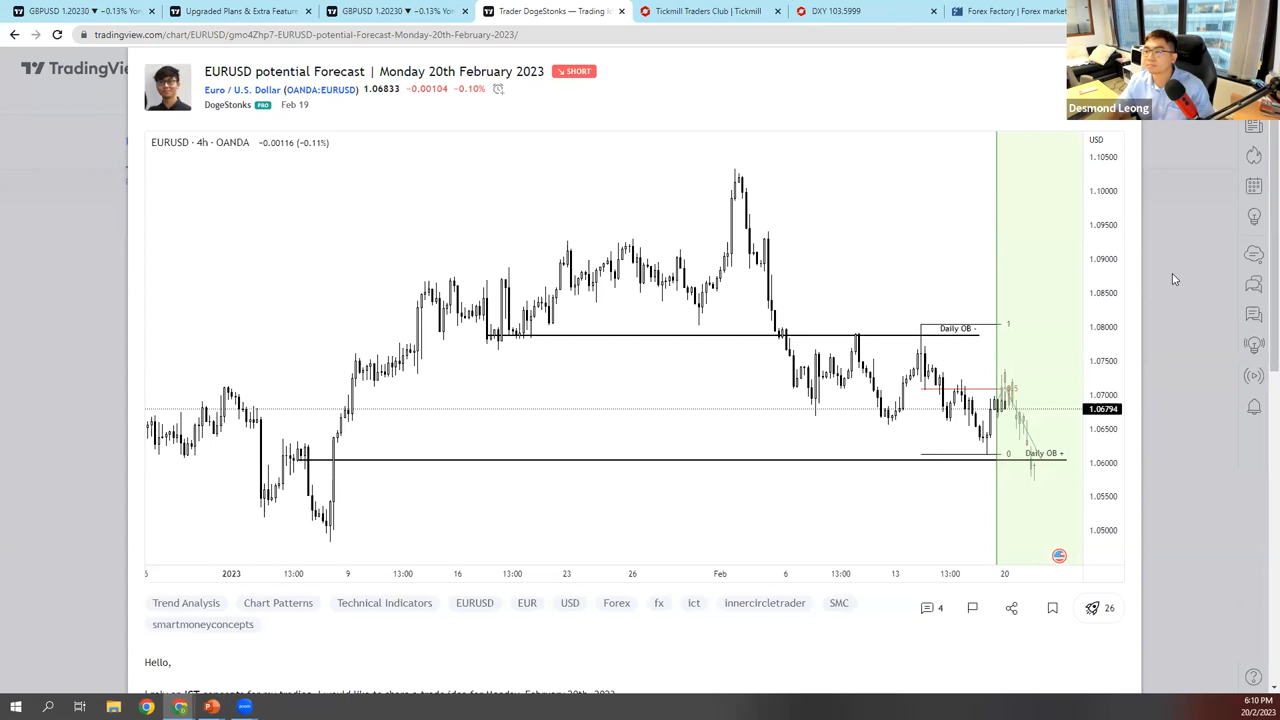 GBPUSD 1.20230 ▼ −0.13% Y
Upgraded Plans & Extra Feature
GBPUSD 1.20230 ▼ −0.13% Y
Trader DogeStonks — Trading Id
Tickmill Traders Club | Tickmill
DXY 103.5999
Forex Factory | Forex market
tradingview.com/chart/EURUSD/gmo4Zhp7-EURUSD-potential-Forecast-Monday-20th-February-2023/
TradingView
EURUSD potential Forecast | Monday 20th February 2023
SHORT
Euro / U.S. Dollar (OANDA:EURUSD) 1.06833 −0.00104 −0.10%
DogeStonks PRO Feb 19
Desmond Leong
EURUSD · 4h · OANDA −0.00116 (−0.11%)
USD
1.10500
1.10000
1.09500
1.09000
1.08500
1.08000
1.07500
1.07000
1.06794
1.06500
1.06000
1.05500
1.05000
Daily OB -
1
0 Daily OB +
2023 13:00 9 13:00 16 13:00 23 26 Feb 6 13:00 13 13:00 20
Trend Analysis Chart Patterns Technical Indicators EURUSD EUR USD Forex fx ict innercircletrader SMC
smartmoneyconcepts
4
26
Hello,
6:10 PM
20/2/2023